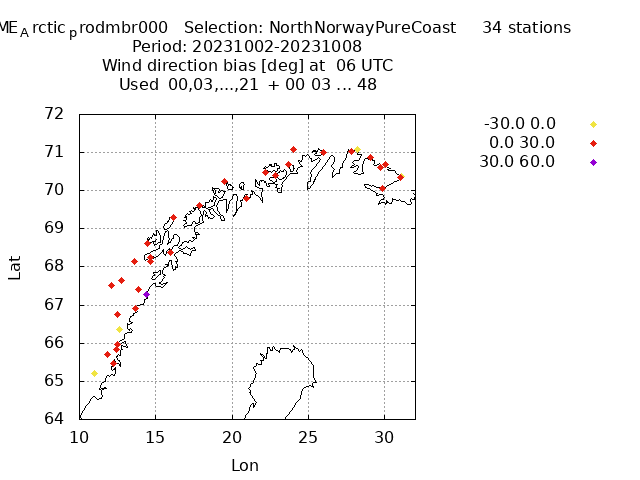 ME_Arctic_prodmbr000 Selection: NorthNorwayPureCoast 34 stations
Period: 20231002-20231008
Wind direction bias [deg] at 06 UTC
Used 00,03,...,21 + 00 03 ... 48
72
71
70
69
68
67
66
65
64
10 15 20 25 30
Lat
Lon
-30.0 0.0
0.0 30.0
30.0 60.0